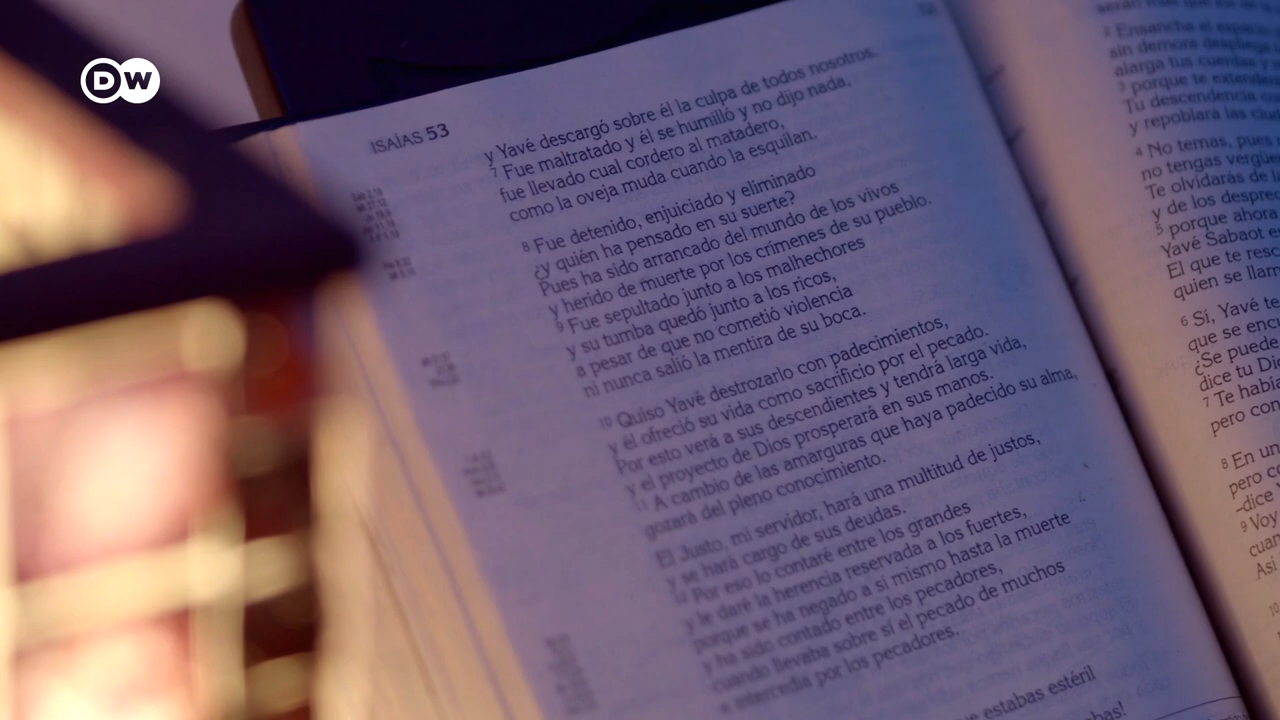 DW
ISAÍAS 53
y Yavé descargó sobre él la culpa de todos nosotros.
7 Fue maltratado y él se humilló y no dijo nada,
fue llevado cual cordero al matadero,
como la oveja muda cuando la esquilan.
8 Fue detenido, enjuiciado y eliminado
¿y quién ha pensado en su suerte?
Pues ha sido arrancado del mundo de los vivos
y herido de muerte por los crímenes de su pueblo.
9 Fue sepultado junto a los malhechores
y su tumba quedó junto a los ricos,
a pesar de que no cometió violencia
ni nunca salió la mentira de su boca.
10 Quiso Yavé destrozarlo con padecimientos,
y él ofreció su vida como sacrificio por el pecado.
Por esto verá a sus descendientes y tendrá larga vida,
y el proyecto de Dios prosperará en sus manos.
11 A cambio de las amarguras que haya padecido su alma,
gozará del pleno conocimiento.
El Justo, mi servidor, hará una multitud de justos,
y se hará cargo de sus deudas.
12 Por eso lo contaré entre los grandes
y le daré la herencia reservada a los fuertes,
porque se ha negado a sí mismo hasta la muerte
y ha sido contado entre los pecadores,
cuando llevaba sobre sí el pecado de muchos
e intercedía por los pecadores.
estabas estéril
2 Ensancha el
sin demora
alarga tus cuerdas y
3 porque te
Tu descendencia
y repoblarás las
4 No temas, pues
no tengas
Te olvidarás de
y de los
5 porque ahora
Yavé Sabaot
El que te
quien se
6 Sí, Yavé te
que se
¿Se puede
dice tu
7 Te
pero con
8 En un
pero
–dice
9 Voy
Así
10